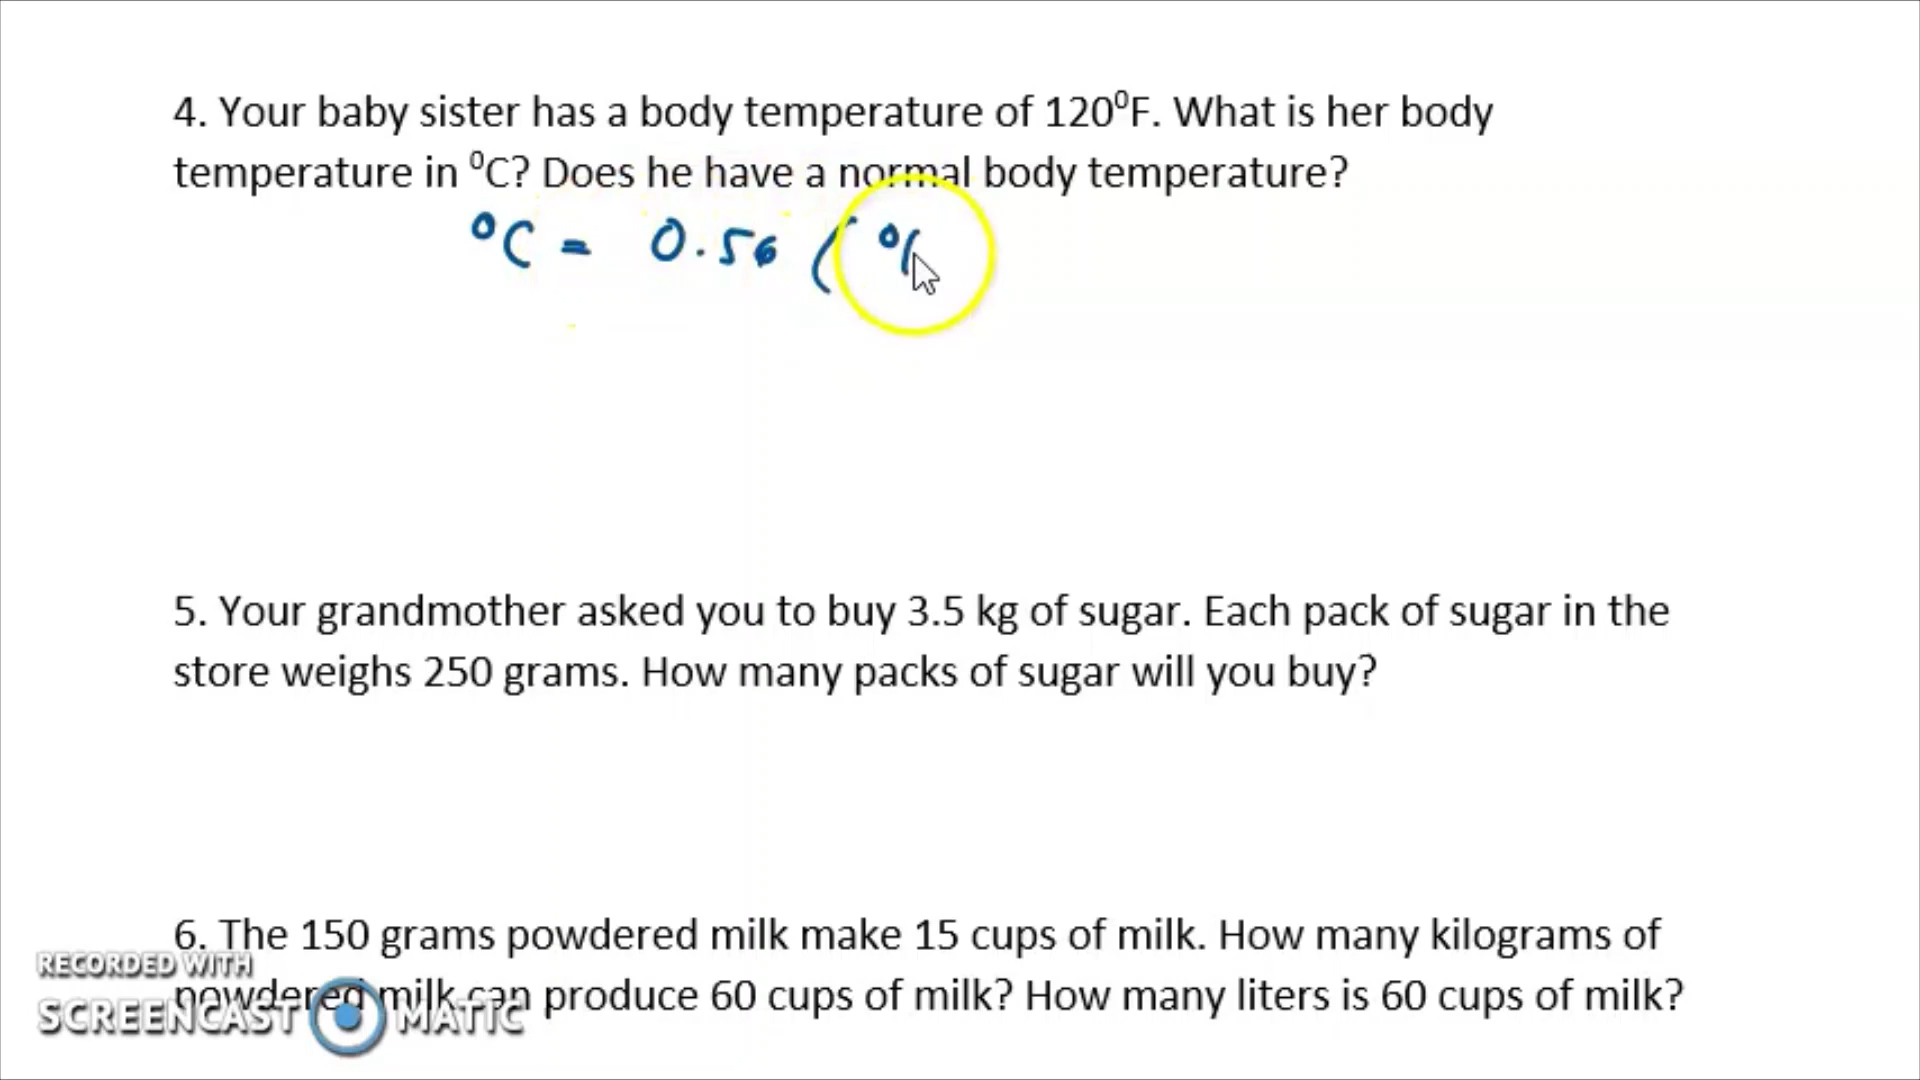 4. Your baby sister has a body temperature of 120⁰F. What is her body
temperature in ⁰C? Does he have a normal body temperature?
⁰C = 0.56 ( ⁰
5. Your grandmother asked you to buy 3.5 kg of sugar. Each pack of sugar in the
store weighs 250 grams. How many packs of sugar will you buy?
6. The 150 grams powdered milk make 15 cups of milk. How many kilograms of
powdered milk can produce 60 cups of milk? How many liters is 60 cups of milk?
RECORDED WITH
SCREENCAST MATIC